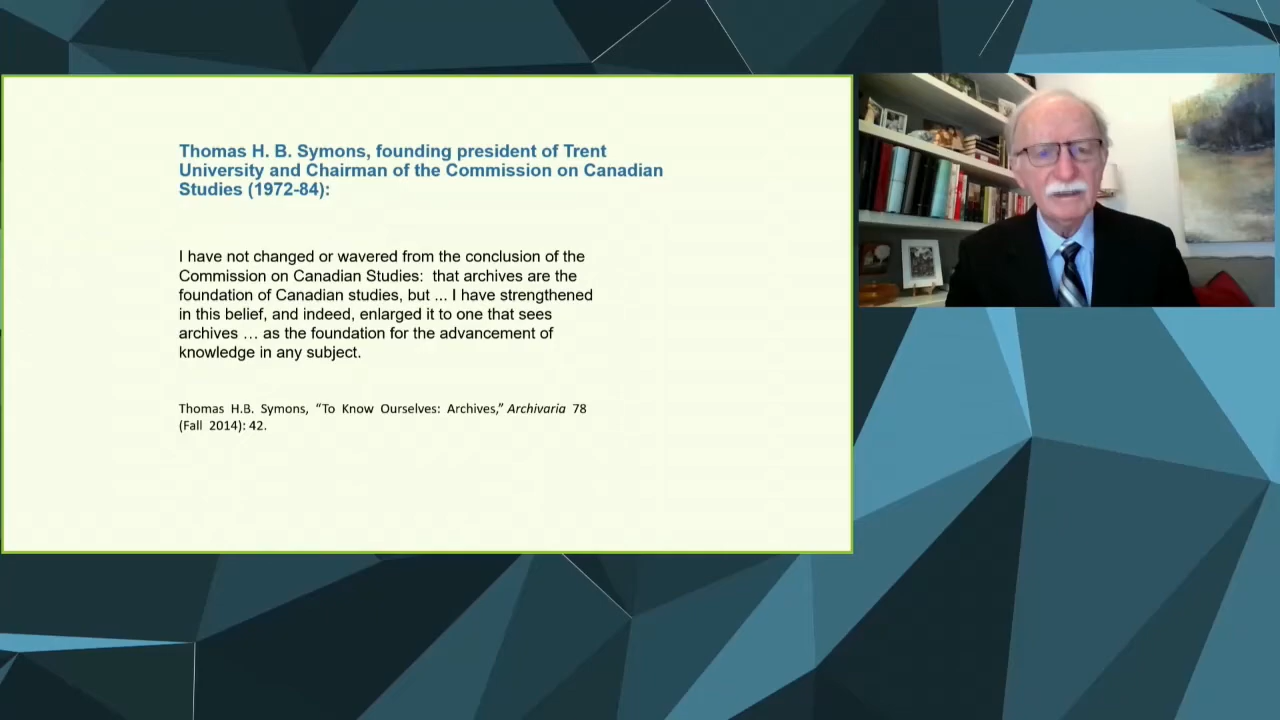 Thomas H. B. Symons, founding president of Trent
University and Chairman of the Commission on Canadian
Studies (1972-84):
I have not changed or wavered from the conclusion of the
Commission on Canadian Studies:  that archives are the
foundation of Canadian studies, but ... I have strengthened
in this belief, and indeed, enlarged it to one that sees
archives … as the foundation for the advancement of
knowledge in any subject.
Thomas H.B. Symons, “To Know Ourselves: Archives,” Archivaria 78
(Fall 2014): 42.